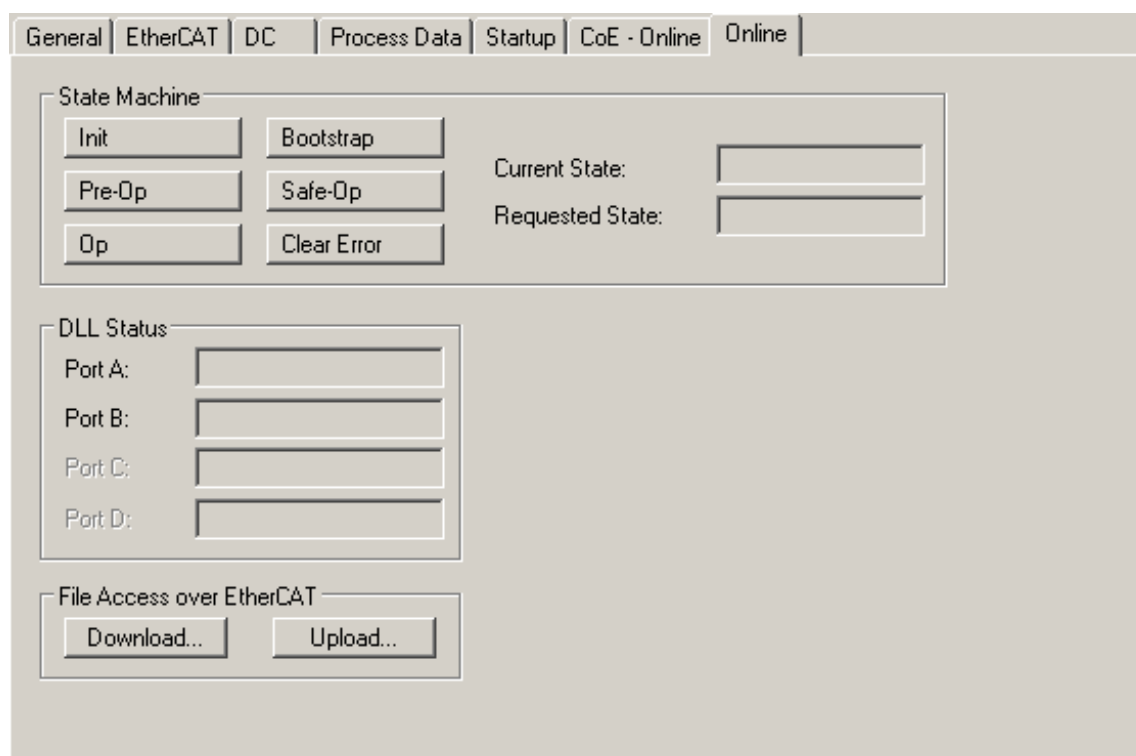 General EtherCAT DC Process Data Startup CoE - Online Online
State Machine
Init Bootstrap
Current State:
Pre-Op Safe-Op
Requested State:
Op Clear Error
DLL Status
Port A:
Port B:
Port C:
Port D:
File Access over EtherCAT
Download... Upload...